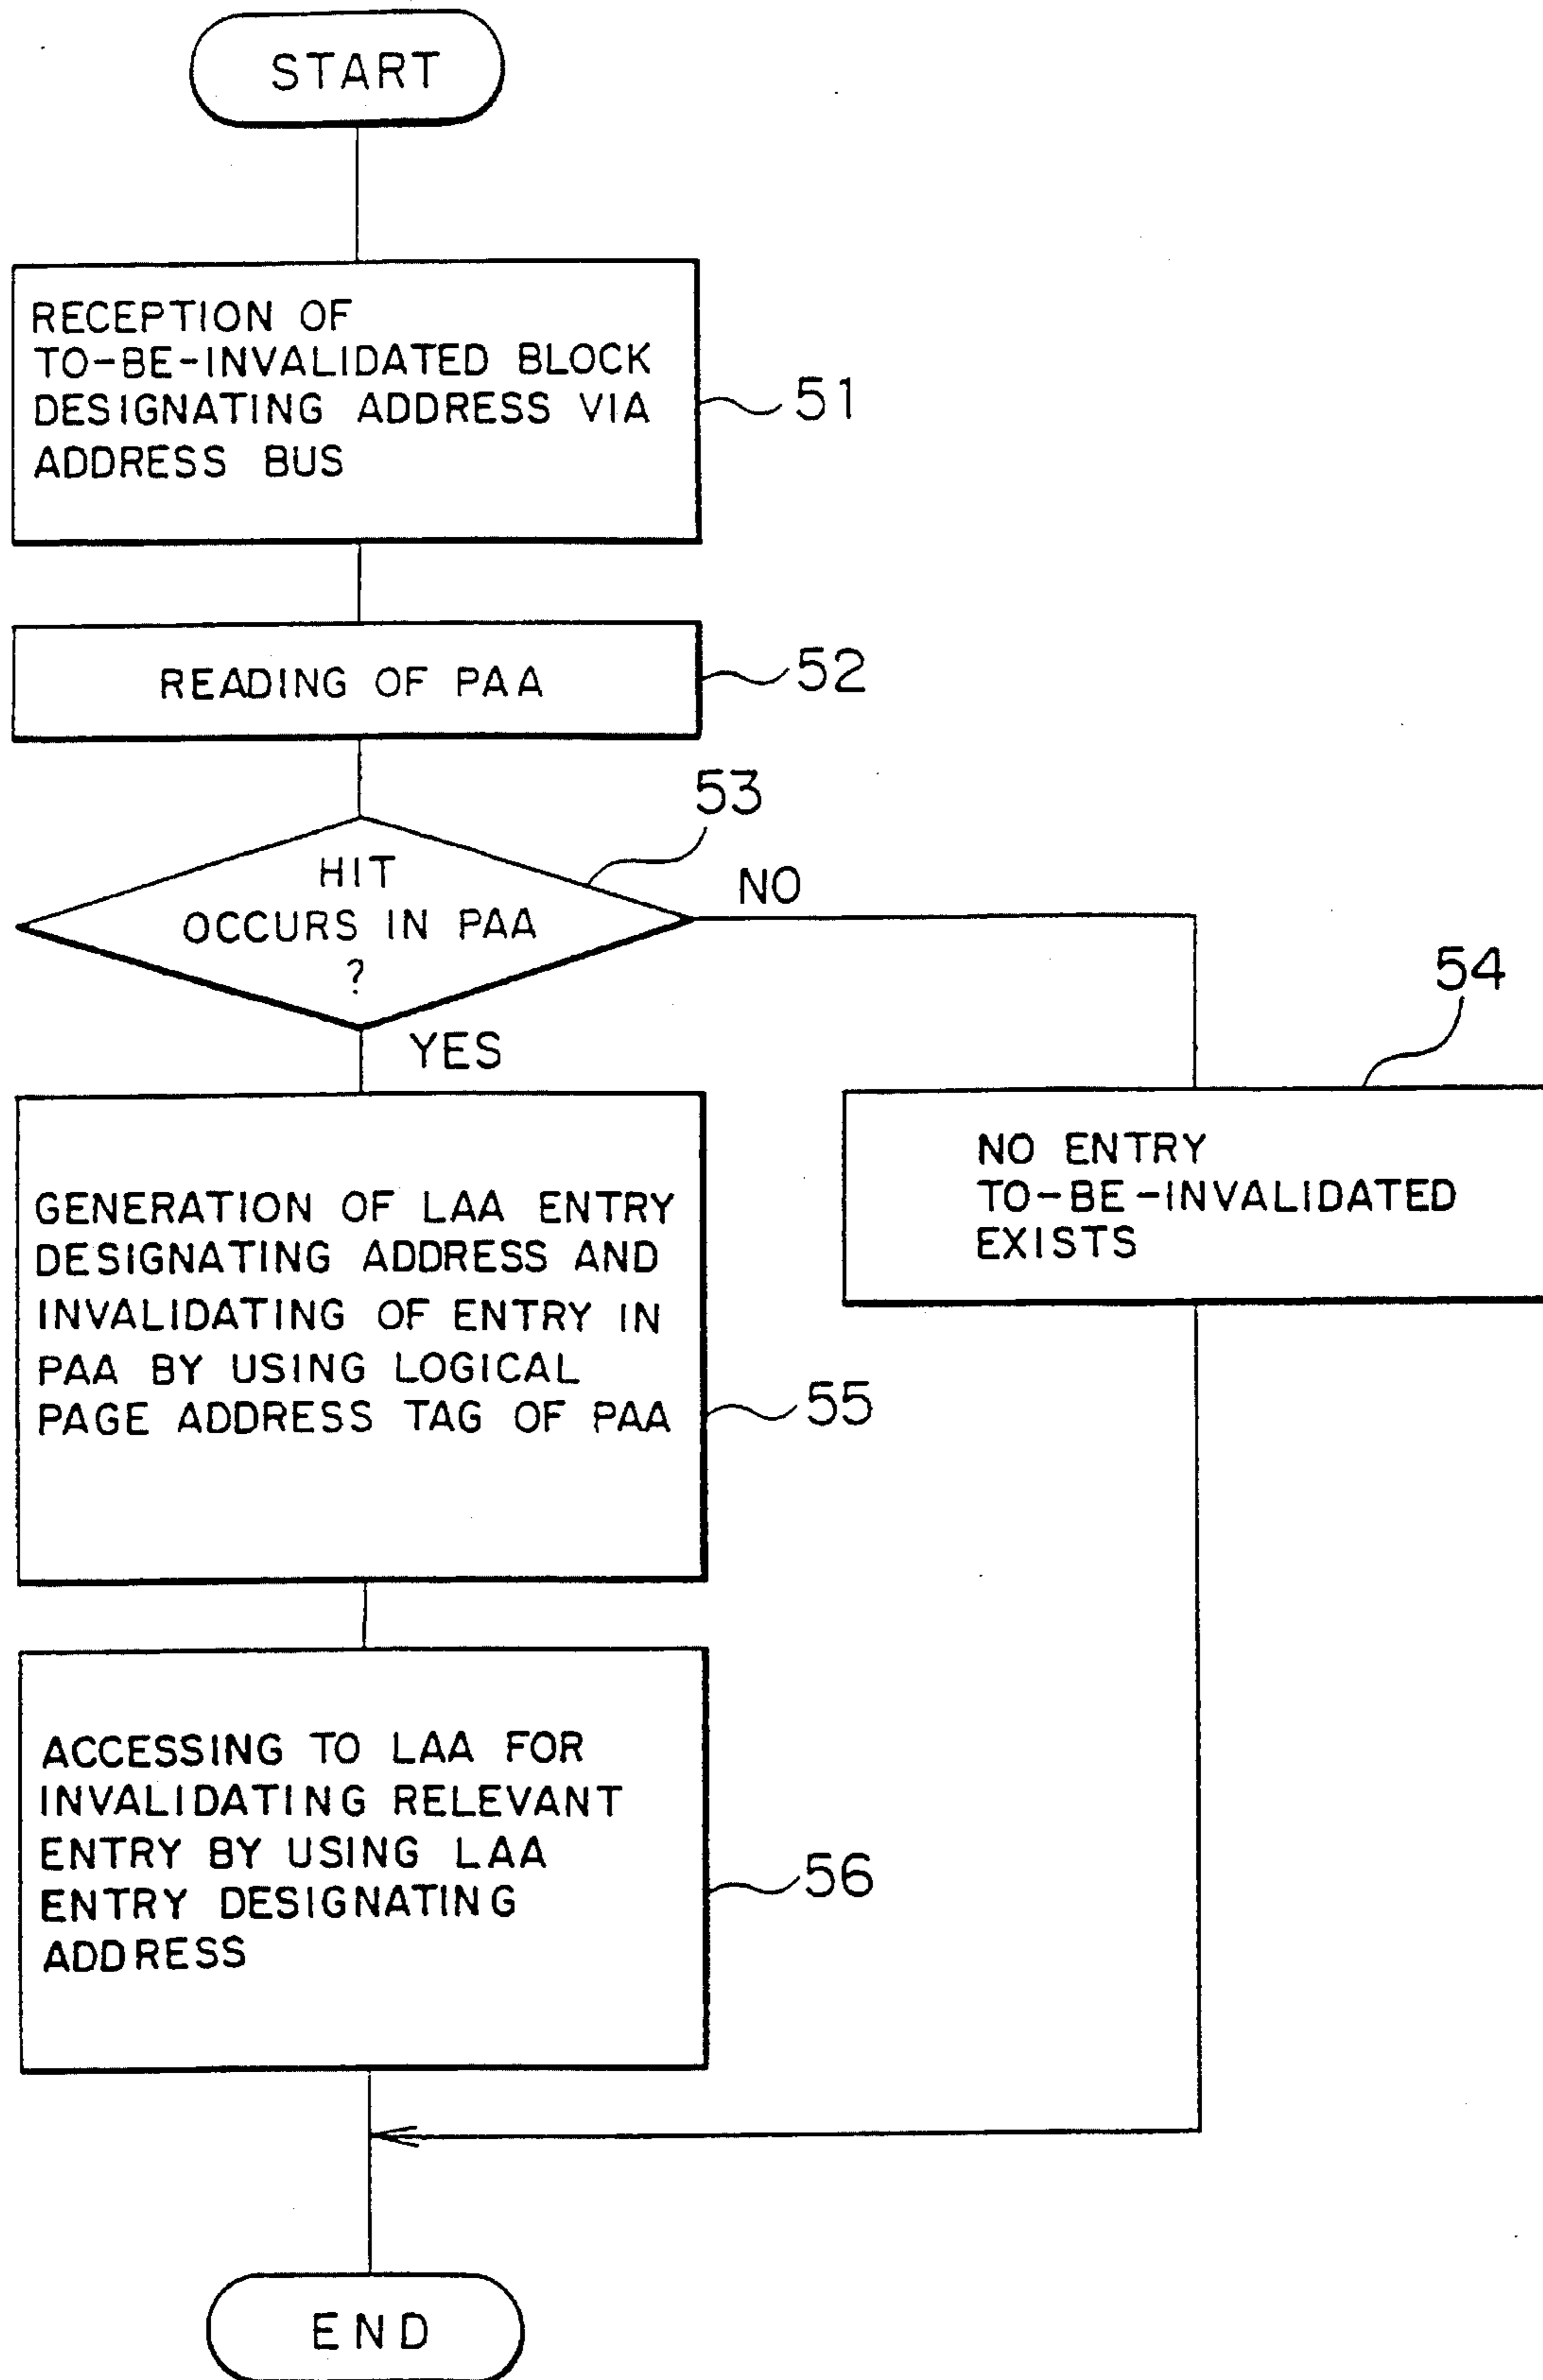 START
RECEPTION OF
TO-BE-INVALIDATED BLOCK
DESIGNATING ADDRESS VIA
ADDRESS BUS
51
READING OF PAA
52
53
HIT
OCCURS IN PAA
?
NO
YES
54
NO ENTRY
TO-BE-INVALIDATED
EXISTS
GENERATION OF LAA ENTRY
DESIGNATING ADDRESS AND
INVALIDATING OF ENTRY IN
PAA BY USING LOGICAL
PAGE ADDRESS TAG OF PAA
55
ACCESSING TO LAA FOR
INVALIDATING RELEVANT
ENTRY BY USING LAA
ENTRY DESIGNATING
ADDRESS
56
END